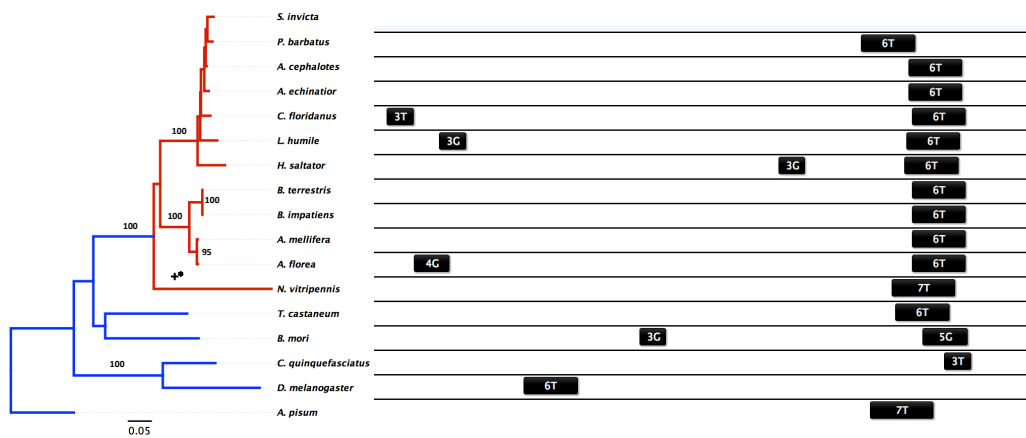 S. invicta
P. barbatus 6T
A. cephalotes 6T
A. echinatior 6T
C. floridanus 3T 6T
100
L. humile 3G 6T
H. saltator 3G 6T
B. terrestris 6T
100
100
B. impatiens 6T
100
A. mellifera 6T
95
A. florea 4G 6T
+*
N. vitripennis 7T
T. castaneum 6T
B. mori 3G 5G
100
C. quinquefasciatus 3T
D. melanogaster 6T
A. pisum 7T
0.05